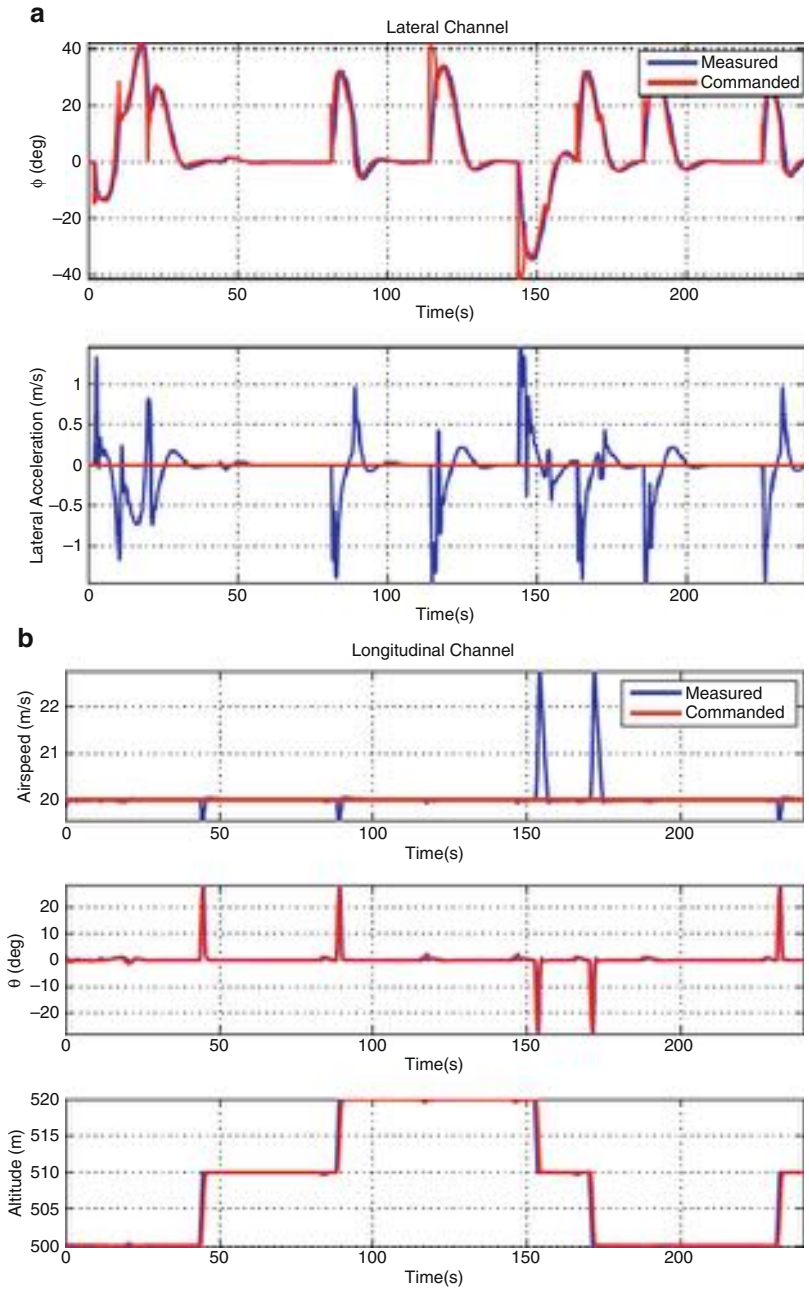 a
Lateral Channel
Measured
Commanded
40
20
0
−20
−40
ϕ (deg)
0
50
100
150
200
Time(s)
1
0.5
0
−0.5
−1
Lateral Acceleration (m/s)
0
50
100
150
200
Time(s)
b
Longitudinal Channel
Measured
Commanded
22
21
20
Airspeed (m/s)
0
50
100
150
200
Time(s)
20
10
0
−10
−20
θ (deg)
0
50
100
150
200
Time(s)
520
515
510
505
500
Altitude (m)
0
50
100
150
200
Time(s)